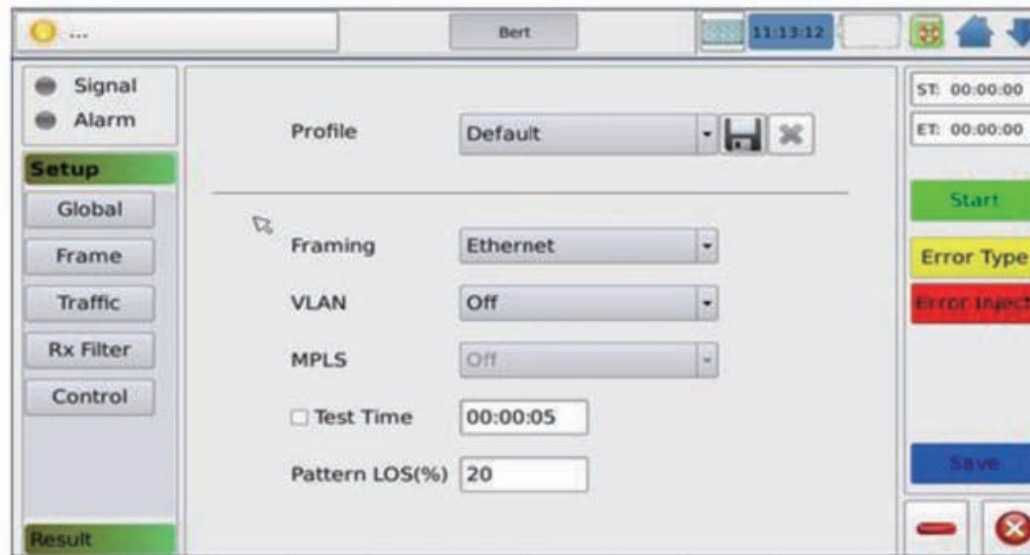 ...
Bert
11:13:12
Signal
Alarm
Setup
Global
Frame
Traffic
Rx Filter
Control
Result
Profile
Default
Framing
Ethernet
VLAN
Off
MPLS
Off
Test Time
00:00:05
Pattern LOS(%)
20
ST: 00:00:00
ET: 00:00:00
Start
Error Type
Error Inject
Save